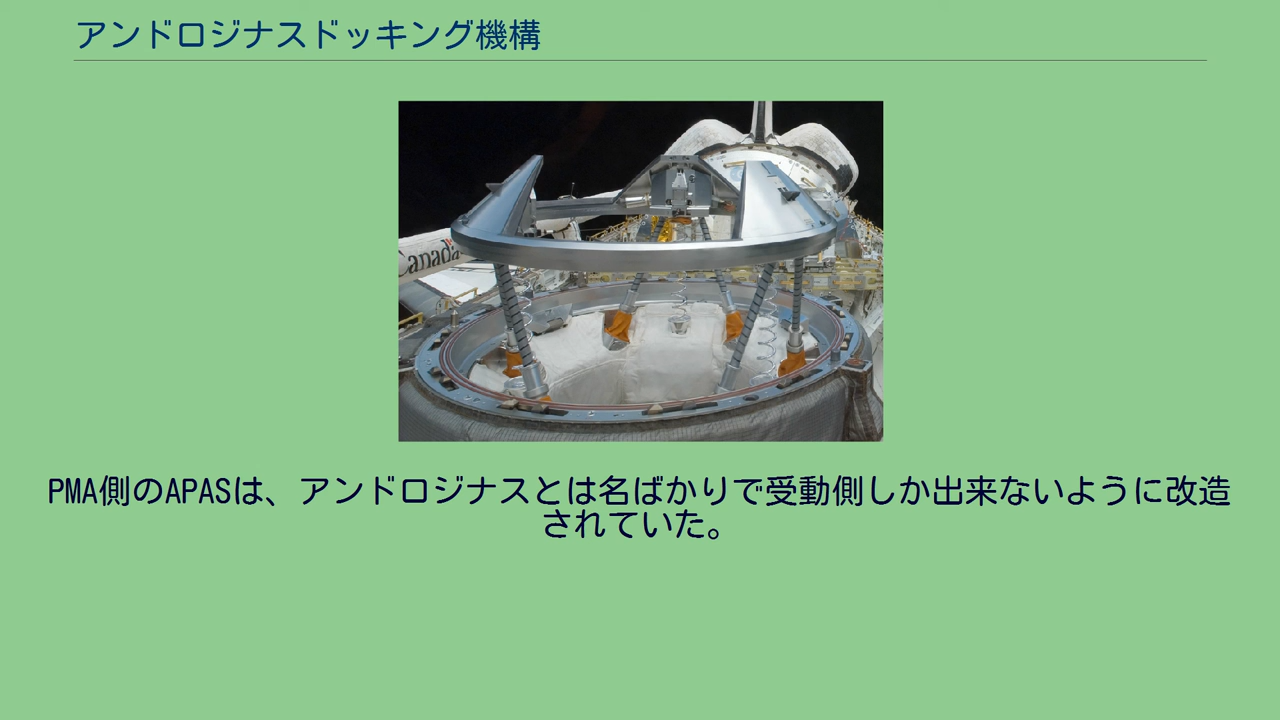 アンドロジナスドッキング機構
Canada
PMA側のAPASは、アンドロジナスとは名ばかりで受動側しか出来ないように改造
されていた。